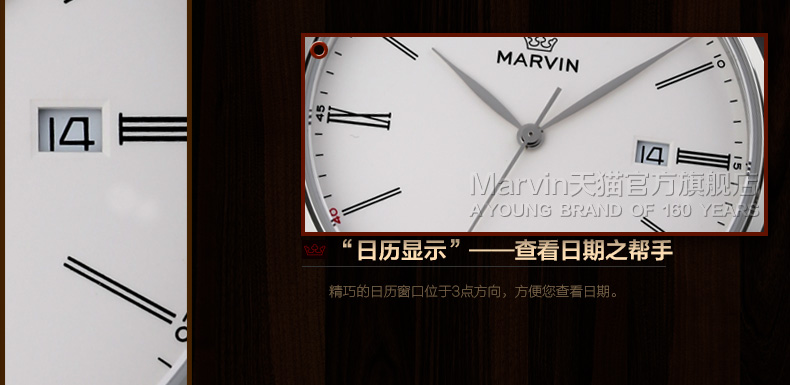 14
MARVIN
10
45
14
15
40
Marvin天猫官方旗舰店
A YOUNG BRAND OF 160 YEARS
“日历显示”——查看日期之帮手
精巧的日历窗口位于3点方向，方便您查看日期。